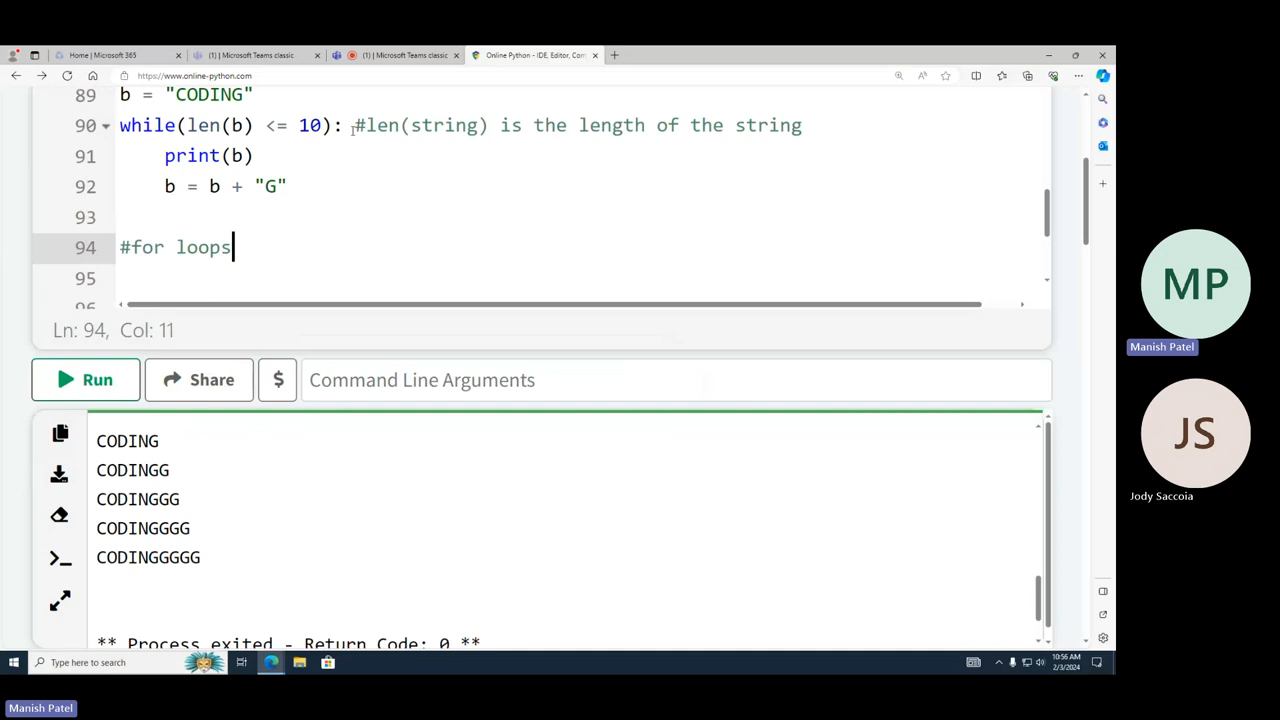 Home | Microsoft 365
(1) | Microsoft Teams classic
(1) | Microsoft Teams classic
Online Python - IDE, Editor, Com
https://www.online-python.com
89 b = "CODING"
90 while(len(b) <= 10): #len(string) is the length of the string
91 print(b)
92 b = b + "G"
93
94 #for loops
95
96
Ln: 94, Col: 11
Run
Share
$
Command Line Arguments
CODING
CODINGG
CODINGGG
CODINGGGG
CODINGGGGG
** Process exited - Return Code: 0 **
MP
Manish Patel
JS
Jody Saccoia
Type here to search
10:56 AM
2/3/2024
Manish Patel